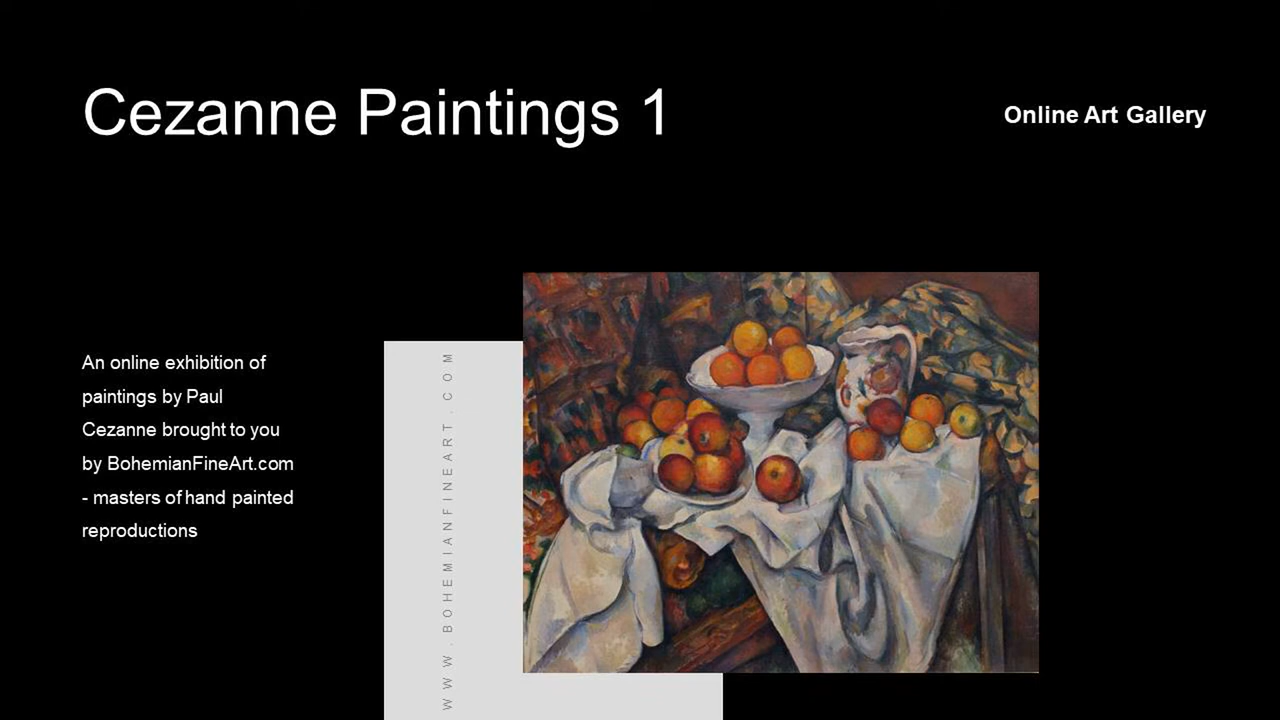 Cezanne Paintings 1
Online Art Gallery
An online exhibition of
paintings by Paul
Cezanne brought to you
by BohemianFineArt.com
- masters of hand painted
reproductions
WWW.BOHEMIANFINEART.COM